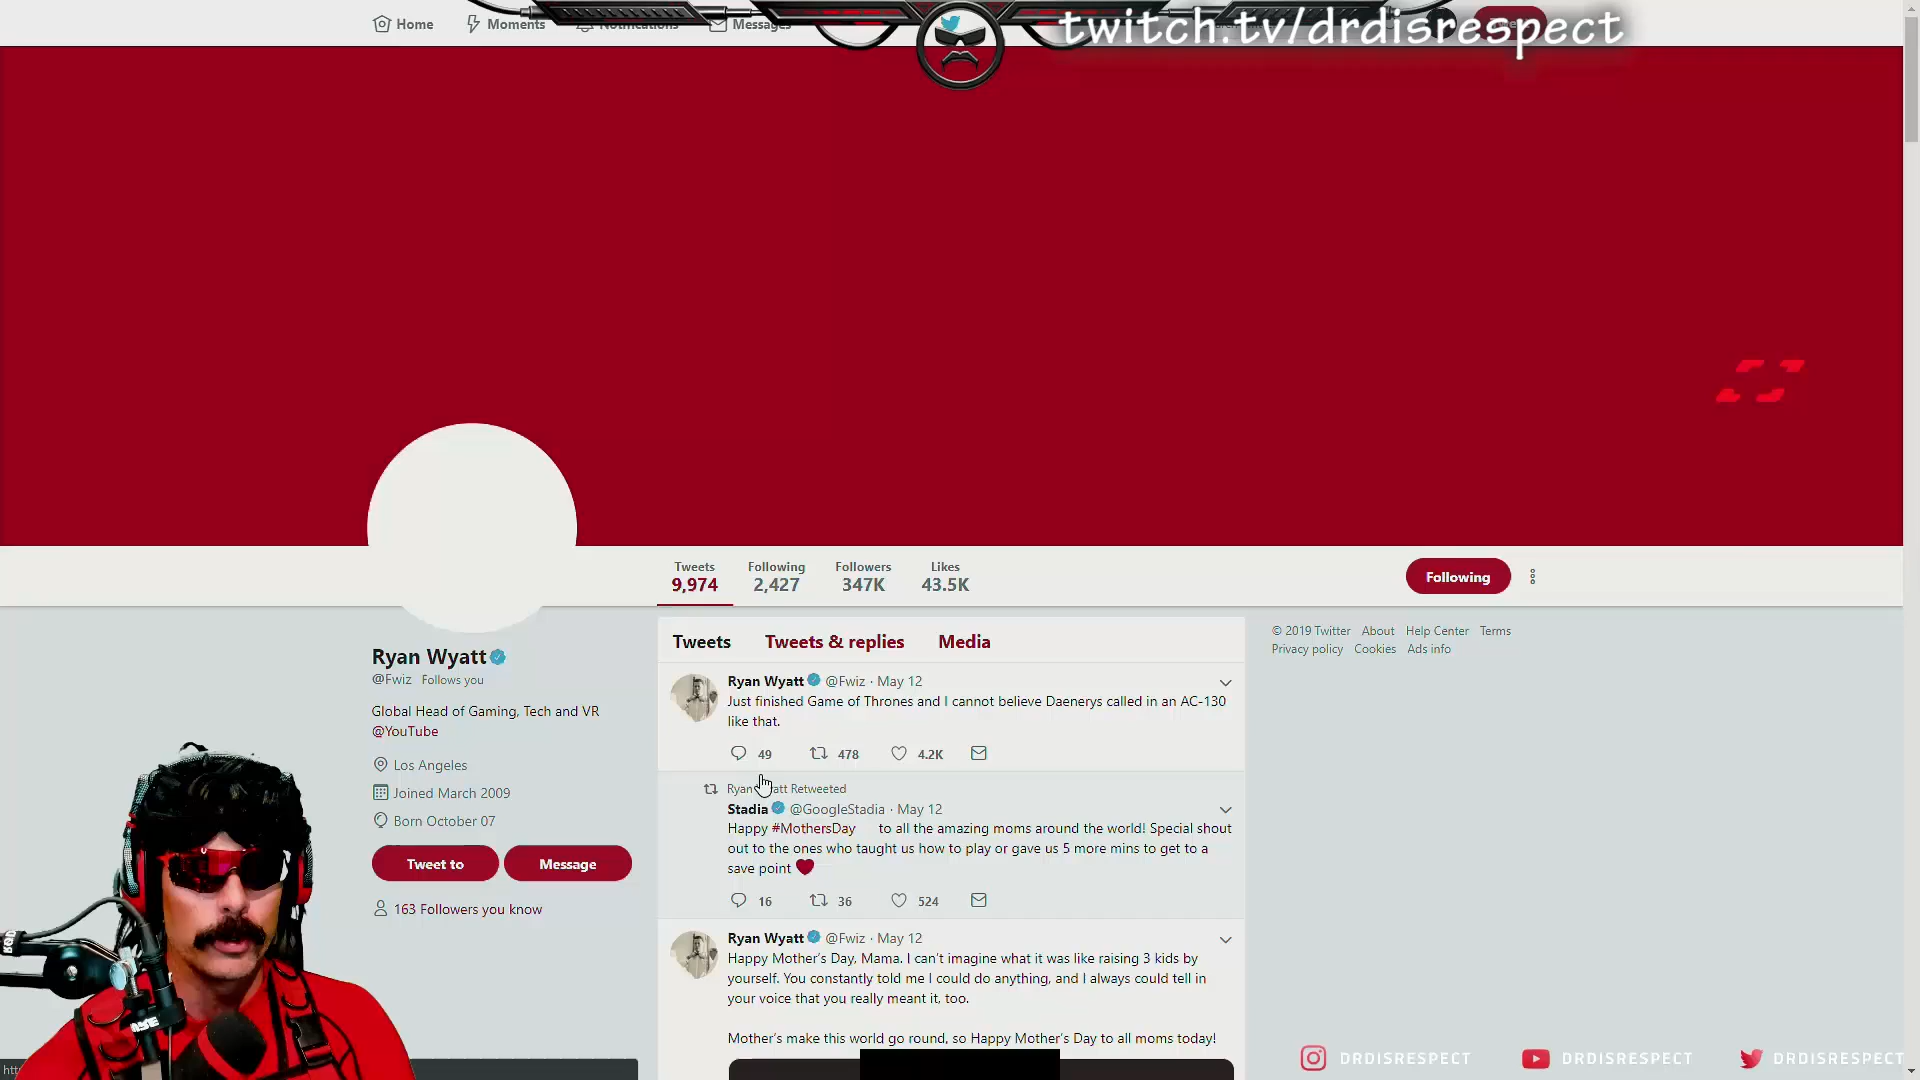 Home
Moments
Notifications
Messages
twitch.tv/drdisrespect
Tweets
9,974
Following
2,427
Followers
347K
Likes
43.5K
Following
Ryan Wyatt
@Fwiz Follows you
Global Head of Gaming, Tech and VR
@YouTube
Los Angeles
Joined March 2009
Born October 07
Tweet to
Message
163 Followers you know
Tweets
Tweets & replies
Media
Ryan Wyatt @Fwiz · May 12
Just finished Game of Thrones and I cannot believe Daenerys called in an AC-130
like that.
49 478 4.2K
Ryan Wyatt Retweeted
Stadia @GoogleStadia · May 12
Happy #MothersDay to all the amazing moms around the world! Special shout
out to the ones who taught us how to play or gave us 5 more mins to get to a
save point ❤
16 36 524
Ryan Wyatt @Fwiz · May 12
Happy Mother's Day, Mama. I can't imagine what it was like raising 3 kids by
yourself. You constantly told me I could do anything, and I always could tell in
your voice that you really meant it, too.
Mother's make this world go round, so Happy Mother's Day to all moms today!
© 2019 Twitter About Help Center Terms
Privacy policy Cookies Ads info
RODE
DRDISRESPECT
DRDISRESPECT
DRDISRESPECT